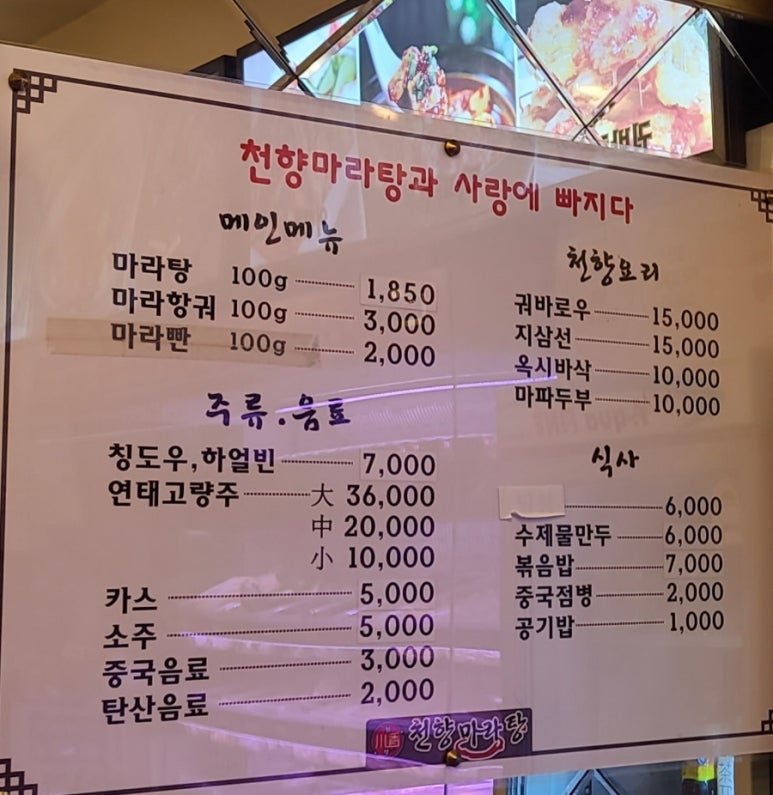 천향마라탕과 사랑에 빠지다
메인메뉴
마라탕 100g 1,850
마라향궈 100g 3,000
마라빤 100g 2,000
주류.음료
칭도우,하얼빈 7,000
연태고량주 大 36,000
中 20,000
小 10,000
카스 5,000
소주 5,000
중국음료 3,000
탄산음료 2,000
천향요리
궈바로우 15,000
지삼선 15,000
옥시바삭 10,000
마파두부 10,000
식사
6,000
수제물만두 6,000
볶음밥 7,000
중국점병 2,000
공기밥 1,000
천향마라탕